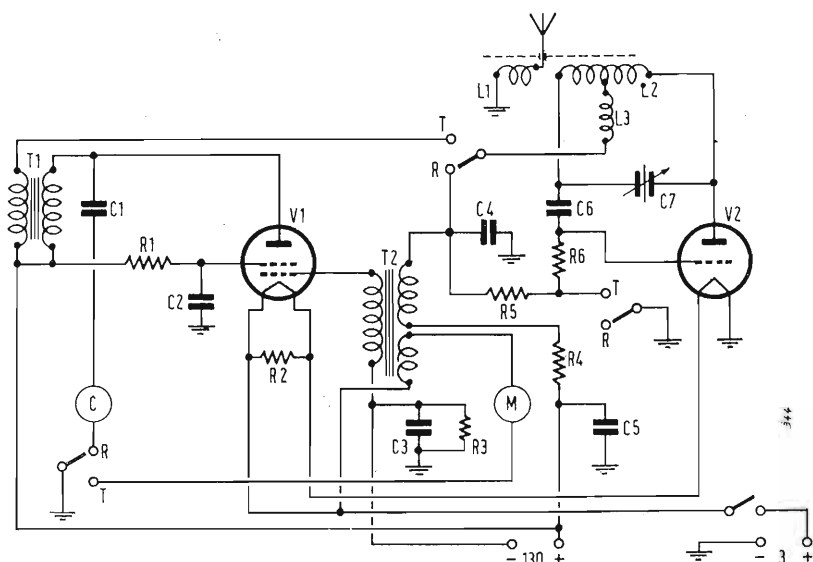 L1
L2
L3
T
T1
R
C1
C4
C6
C7
V1
V2
R1
T2
R6
C2
R5
T
R
R2
R4
C
M
C3
R3
C5
R
T
344
- 130 +
- 3 +